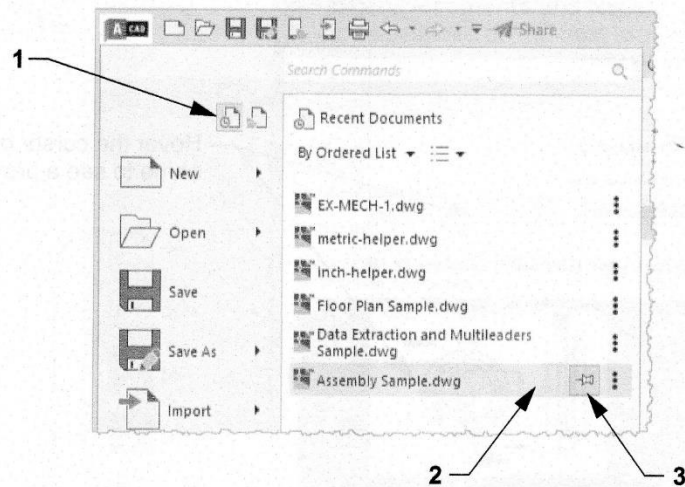 A CAD
Share
1
Search Commands
Recent Documents
By Ordered List
New
Open
Save
Save As
Import
EX-MECH-1.dwg
metric-helper.dwg
inch-helper.dwg
Floor Plan Sample.dwg
Data Extraction and Multileaders
Sample.dwg
Assembly Sample.dwg
2
3